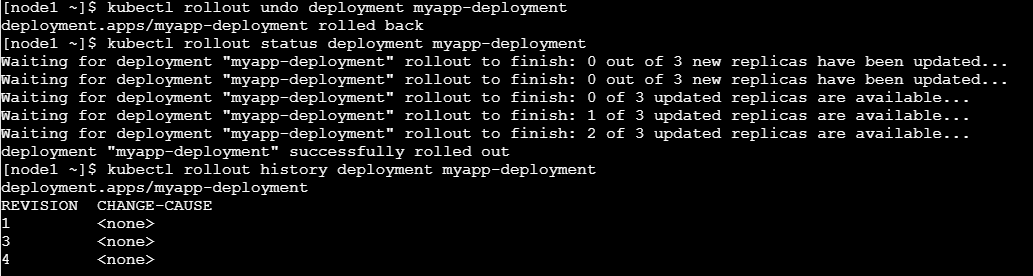 [node1 ~]$ kubectl rollout undo deployment myapp-deployment
deployment.apps/myapp-deployment rolled back
[node1 ~]$ kubectl rollout status deployment myapp-deployment
Waiting for deployment "myapp-deployment" rollout to finish: 0 out of 3 new replicas have been updated...
Waiting for deployment "myapp-deployment" rollout to finish: 0 out of 3 new replicas have been updated...
Waiting for deployment "myapp-deployment" rollout to finish: 0 of 3 updated replicas are available...
Waiting for deployment "myapp-deployment" rollout to finish: 1 of 3 updated replicas are available...
Waiting for deployment "myapp-deployment" rollout to finish: 2 of 3 updated replicas are available...
deployment "myapp-deployment" successfully rolled out
[node1 ~]$ kubectl rollout history deployment myapp-deployment
deployment.apps/myapp-deployment
REVISION  CHANGE-CAUSE
1         <none>
3         <none>
4         <none>